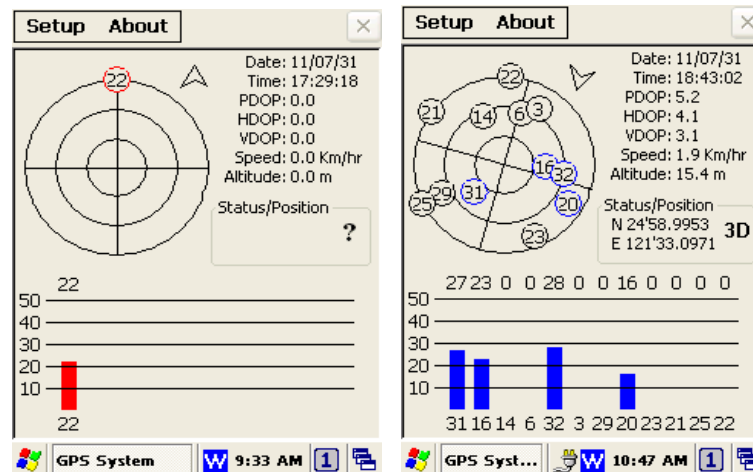 Setup About
Date: 11/07/31
Time: 17:29:18
PDOP: 0.0
HDOP: 0.0
VDOP: 0.0
Speed: 0.0 Km/hr
Altitude: 0.0 m
22
Status/Position
?
22
50
40
30
20
10
22
GPS System
W
9:33 AM
1
Setup About
Date: 11/07/31
Time: 18:43:02
PDOP: 5.2
HDOP: 4.1
VDOP: 3.1
Speed: 1.9 Km/hr
Altitude: 15.4 m
22
21
14
6
3
16
32
31
29
25
20
23
Status/Position
N 24'58.9953
E 121'33.0971
3D
27 23 0 0 28 0 0 16 0 0 0 0
50
40
30
20
10
31 16 14 6 32 3 29 20 23 21 25 22
GPS Syst...
W
10:47 AM
1